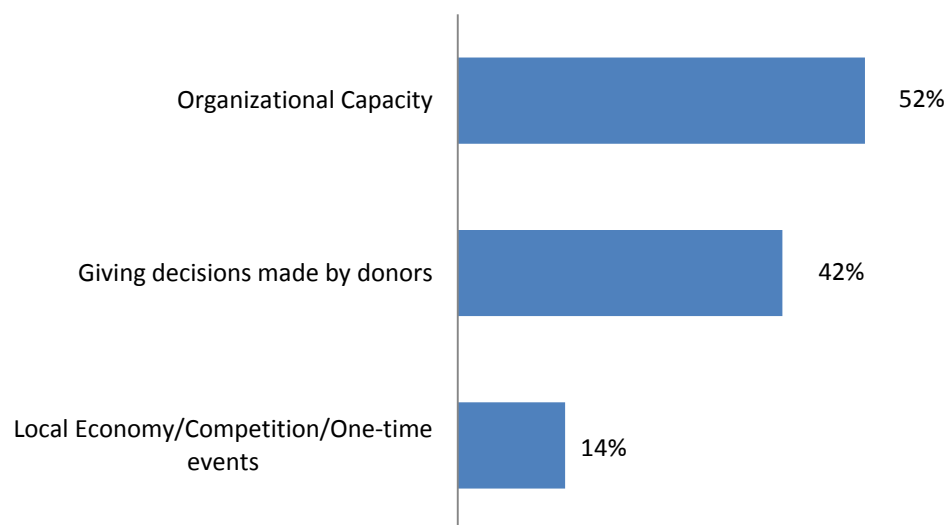 Organizational Capacity
52%
Giving decisions made by donors
42%
Local Economy/Competition/One-time
events
14%